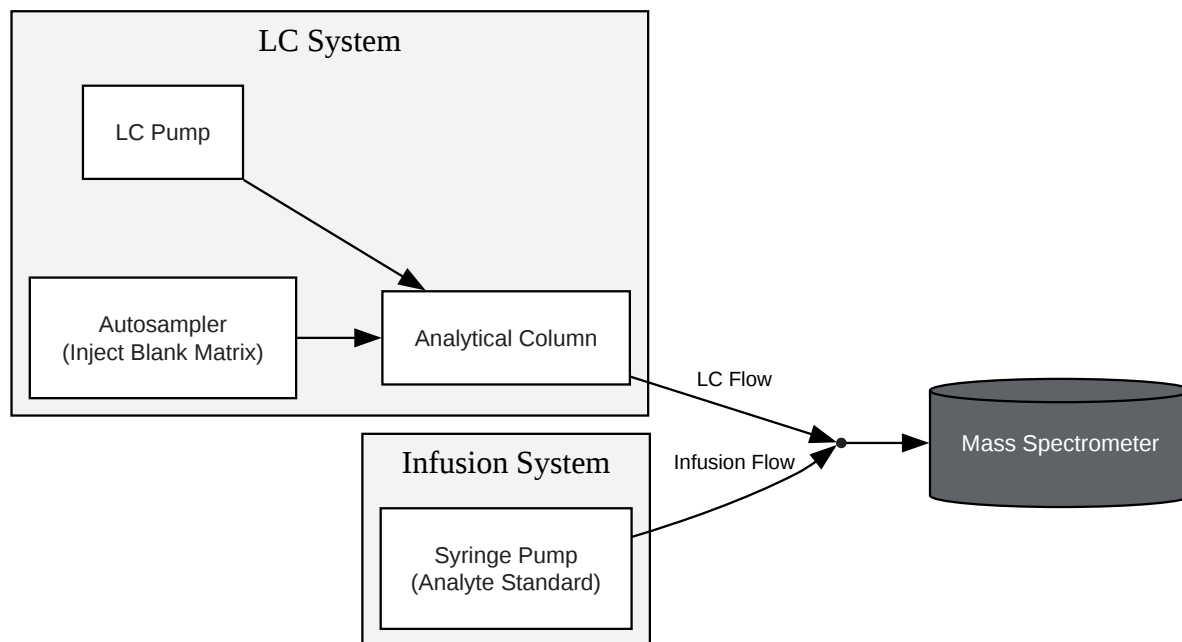 LC System
LC Pump
Autosampler
(Inject Blank Matrix)
Analytical Column
LC Flow
Infusion System
Infusion Flow
Mass Spectrometer
Syringe Pump
(Analyte Standard)